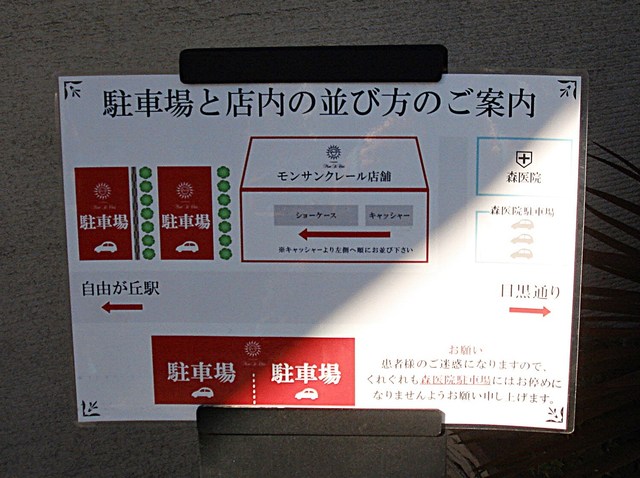 駐車場と店内の並び方のご案内
モンサンクレール店舗
ショーケース
キャッシャー
※キャッシャーより左側へ順にお並び下さい
駐車場
駐車場
森医院
森医院駐車場
自由が丘駅
目黒通り
駐車場
駐車場
お願い
患者様のご迷惑になりますので、
くれぐれも森医院駐車場にはお停めに
なりませんようお願い申し上げます。